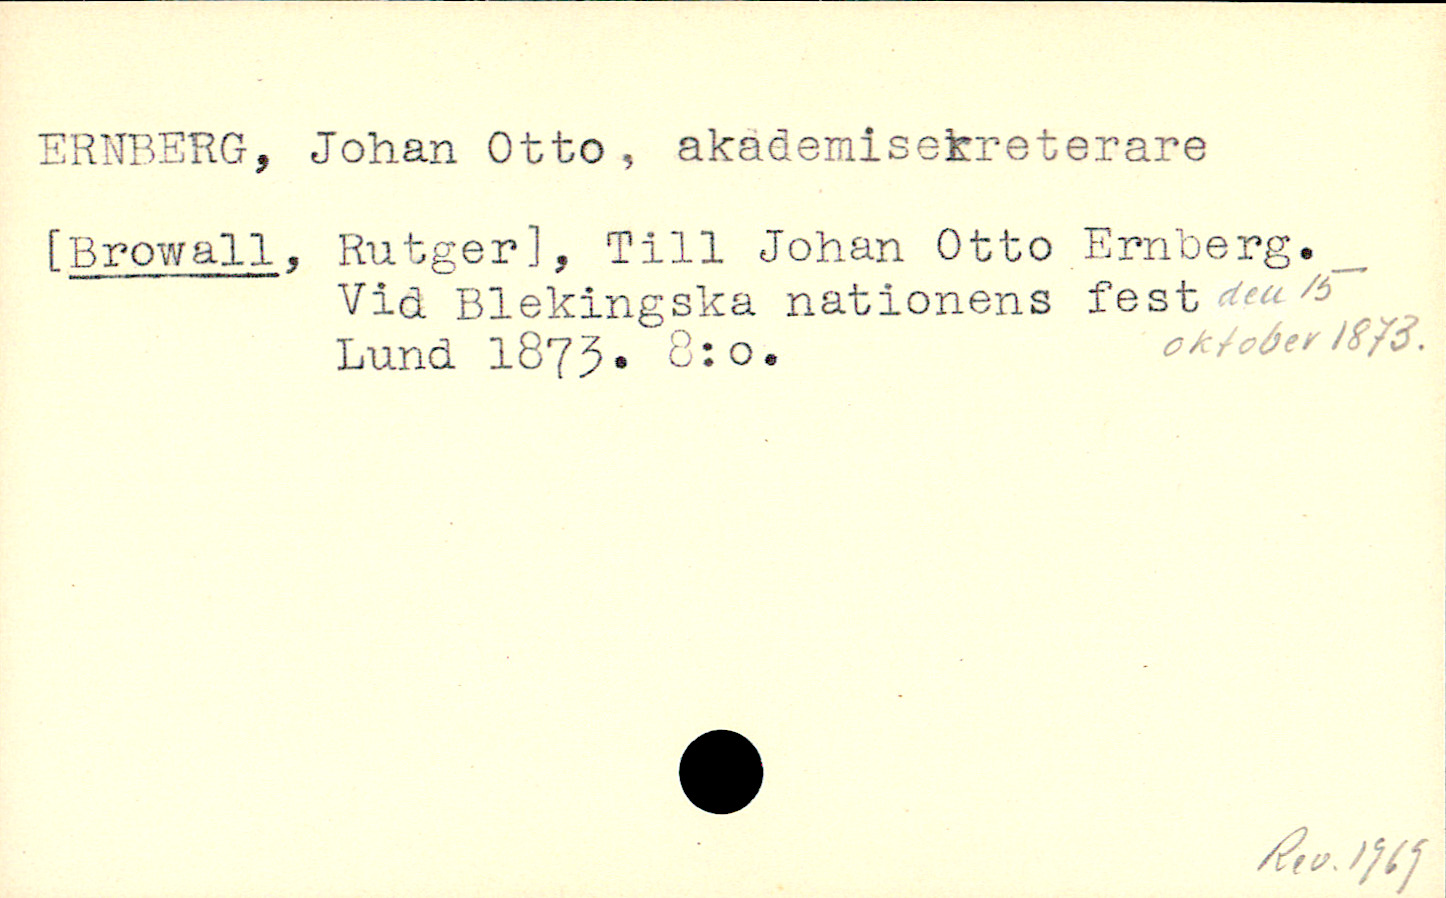 ERNBERG, Johan Otto, akademisekreterare
[Browall, Rutger], Till Johan Otto Ernberg.
Vid Blekingska nationens fest den 15
oktober 1873.
Lund 1873. 8:o.
Rev. 1969